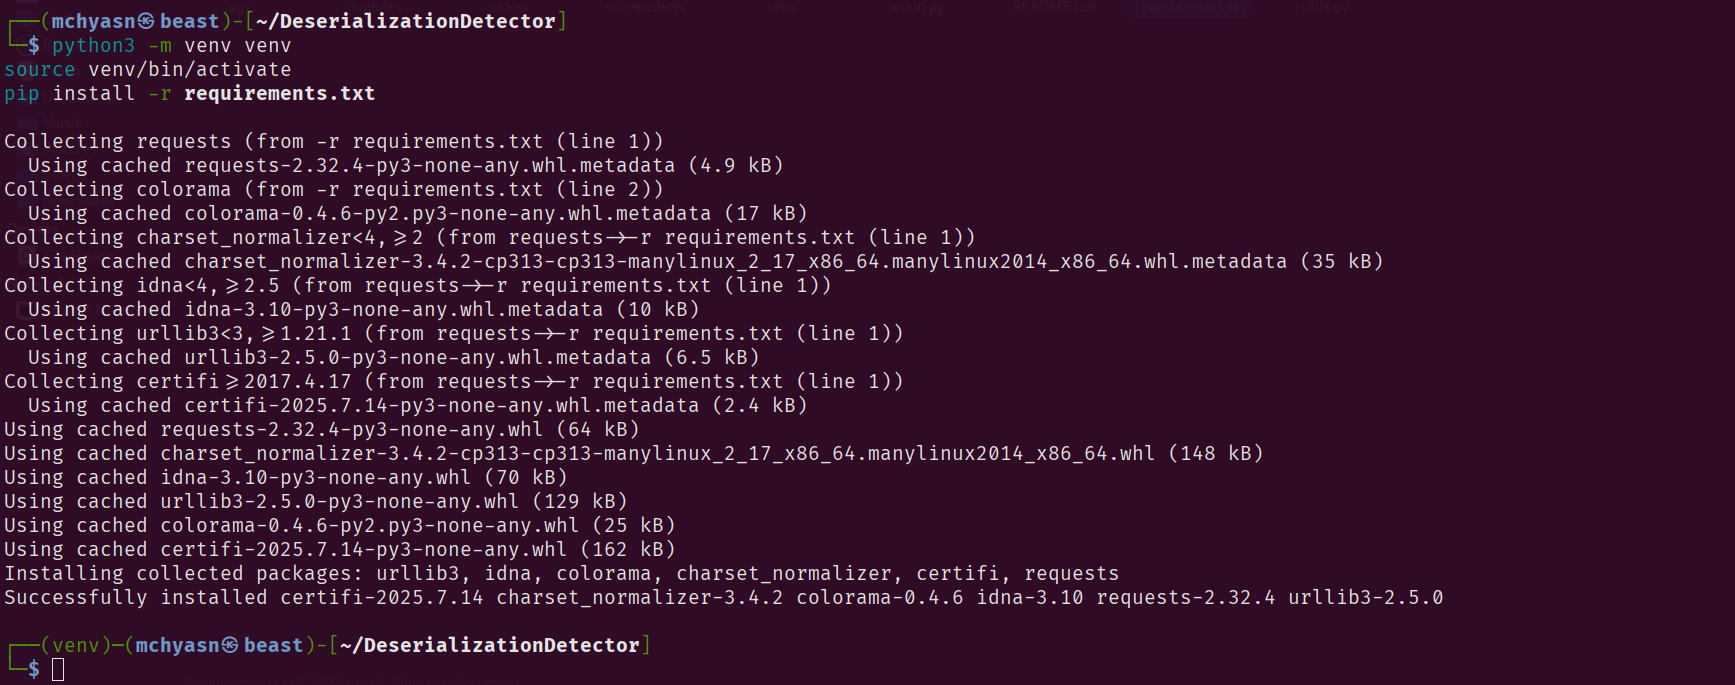 modules scans screenshots venv main.py README.md requirements.txt utils.py
┌──(mchyasn㉿beast)-[~/DeserializationDetector]
└─$ python3 -m venv venv
source venv/bin/activate
pip install -r requirements.txt
Music
Collecting requests (from -r requirements.txt (line 1))
  Using cached requests-2.32.4-py3-none-any.whl.metadata (4.9 kB)
Collecting colorama (from -r requirements.txt (line 2))
  Using cached colorama-0.4.6-py2.py3-none-any.whl.metadata (17 kB)
Collecting charset_normalizer<4,>=2 (from requests->-r requirements.txt (line 1))
  Using cached charset_normalizer-3.4.2-cp313-cp313-manylinux_2_17_x86_64.manylinux2014_x86_64.whl.metadata (35 kB)
Collecting idna<4,>=2.5 (from requests->-r requirements.txt (line 1))
  Using cached idna-3.10-py3-none-any.whl.metadata (10 kB)
Collecting urllib3<3,>=1.21.1 (from requests->-r requirements.txt (line 1))
  Using cached urllib3-2.5.0-py3-none-any.whl.metadata (6.5 kB)
Collecting certifi>=2017.4.17 (from requests->-r requirements.txt (line 1))
  Using cached certifi-2025.7.14-py3-none-any.whl.metadata (2.4 kB)
Using cached requests-2.32.4-py3-none-any.whl (64 kB)
Using cached charset_normalizer-3.4.2-cp313-cp313-manylinux_2_17_x86_64.manylinux2014_x86_64.whl (148 kB)
Using cached idna-3.10-py3-none-any.whl (70 kB)
Using cached urllib3-2.5.0-py3-none-any.whl (129 kB)
Using cached colorama-0.4.6-py2.py3-none-any.whl (25 kB)
Using cached certifi-2025.7.14-py3-none-any.whl (162 kB)
Installing collected packages: urllib3, idna, colorama, charset_normalizer, certifi, requests
Successfully installed certifi-2025.7.14 charset_normalizer-3.4.2 colorama-0.4.6 idna-3.10 requests-2.32.4 urllib3-2.5.0
┌──(venv)─(mchyasn㉿beast)-[~/DeserializationDetector]
└─$